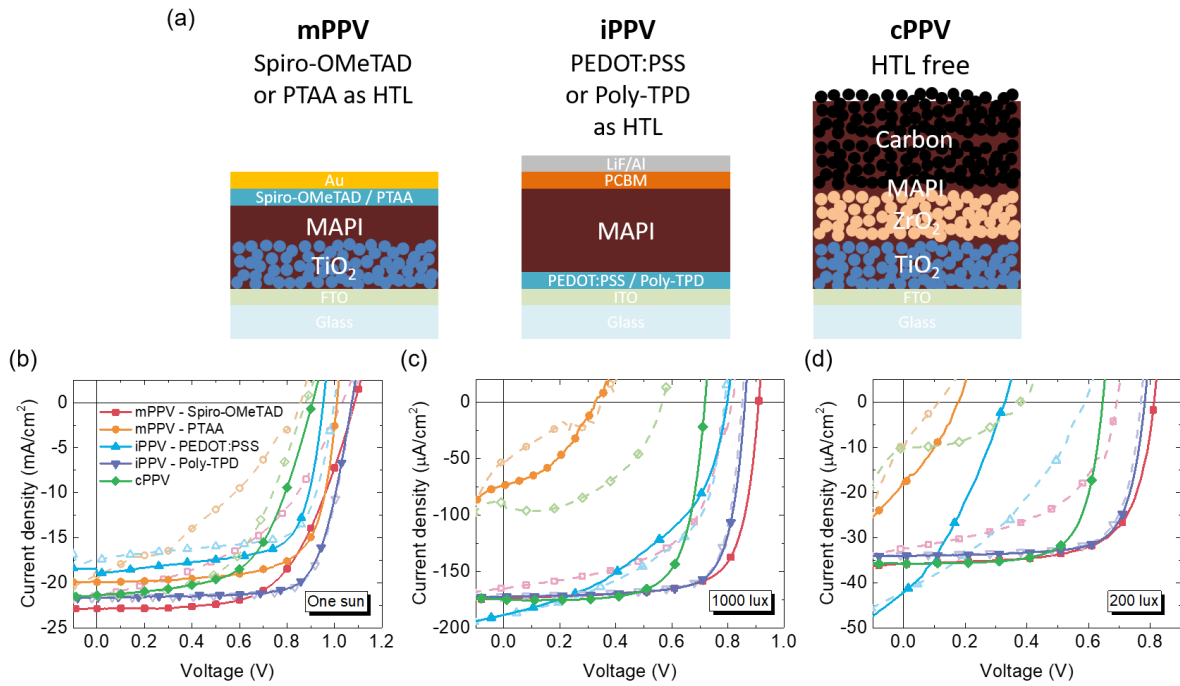 (a)
mPPV
Spiro-OMeTAD
or PTAA as HTL
Au
Spiro-OMeTAD / PTAA
MAPI
TiO₂
FTO
Glass
iPPV
PEDOT:PSS
or Poly-TPD
as HTL
LiF/Al
PCBM
MAPI
PEDOT:PSS / Poly-TPD
ITO
Glass
cPPV
HTL free
Carbon
MAPI
ZrO₂
TiO₂
FTO
Glass
(b)
Current density (mA/cm²)
0
-5
-10
-15
-20
-25
mPPV - Spiro-OMeTAD
mPPV - PTAA
iPPV - PEDOT:PSS
iPPV - Poly-TPD
cPPV
One sun
0.0 0.2 0.4 0.6 0.8 1.0 1.2
Voltage (V)
(c)
Current density (µA/cm²)
0
-50
-100
-150
-200
1000 lux
0.0 0.2 0.4 0.6 0.8 1.0
Voltage (V)
(d)
Current density (µA/cm²)
0
-10
-20
-30
-40
-50
200 lux
0.0 0.2 0.4 0.6 0.8
Voltage (V)